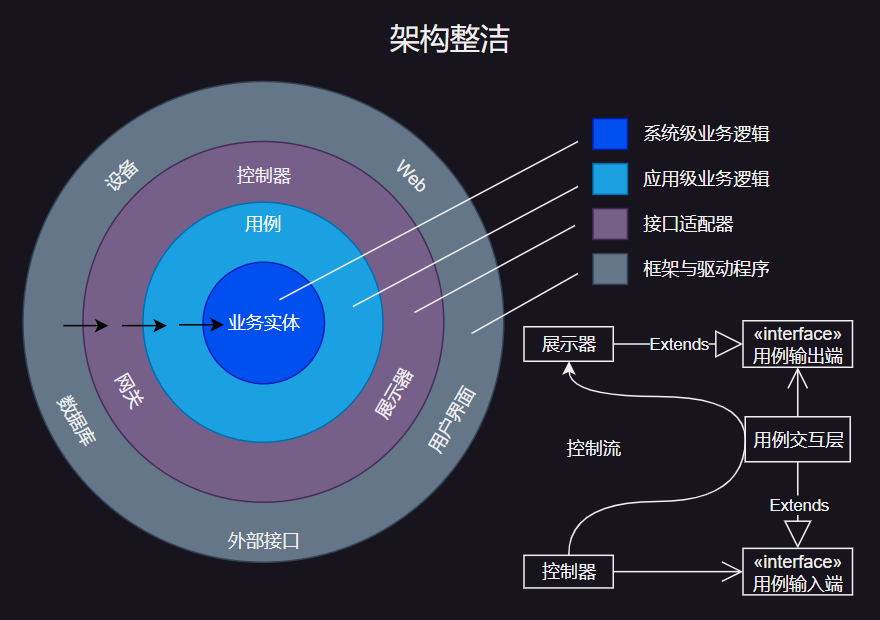 架构整洁
设备
控制器
Web
用例
业务实体
网关
展示器
数据库
用户界面
外部接口
系统级业务逻辑
应用级业务逻辑
接口适配器
框架与驱动程序
展示器
Extends
«interface»
用例输出端
控制流
用例交互层
Extends
控制器
«interface»
用例输入端